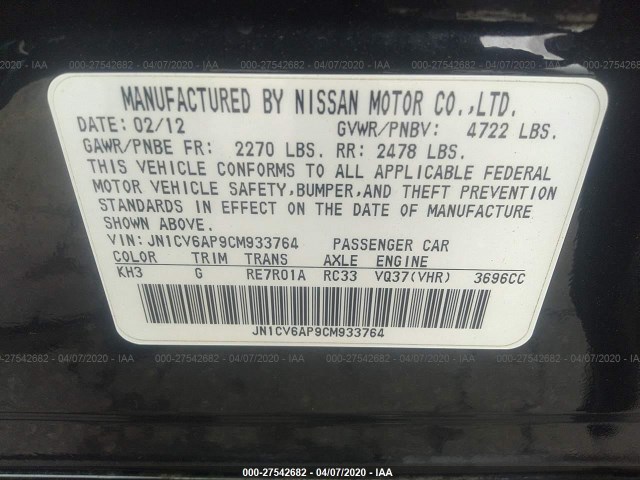 MANUFACTURED BY NISSAN MOTOR CO.,LTD.
DATE: 02/12 GVWR/PNBV: 4722 LBS.
GAWR/PNBE FR: 2270 LBS. RR: 2478 LBS.
THIS VEHICLE CONFORMS TO ALL APPLICABLE FEDERAL
MOTOR VEHICLE SAFETY,BUMPER,AND THEFT PREVENTION
STANDARDS IN EFFECT ON THE DATE OF MANUFACTURE
SHOWN ABOVE.
VIN: JN1CV6AP9CM933764 PASSENGER CAR
COLOR TRIM TRANS AXLE ENGINE
KH3 G RE7R01A RC33 VQ37(VHR) 3696CC
JN1CV6AP9CM933764
000-27542682 - 04/07/2020 - IAA